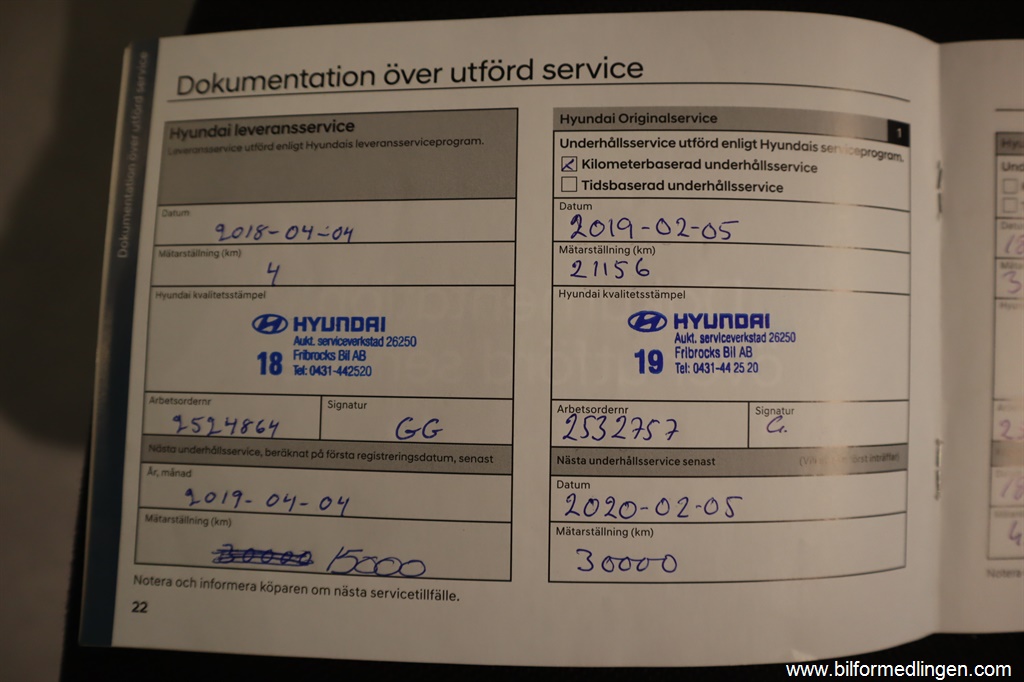 Dokumentation över utförd service
Dokumentation över utförd service
Hyundai leveransservice
Leveransservice utförd enligt Hyundais leveransserviceprogram.
Datum
2018-04-04
Mätarställning (km)
4
Hyundai kvalitetsstämpel
HYUNDAI
Aukt. serviceverkstad 26250
18 Fribrocks Bil AB
Tel: 0431-442520
Arbetsordernr
2524864
Signatur
GG
Nästa underhållsservice, beräknat på första registreringsdatum, senast
År, månad
2019-04-04
Mätarställning (km)
30000 15000
Notera och informera köparen om nästa servicetillfälle.
22
Hyundai Originalservice
1
Underhållsservice utförd enligt Hyundais serviceprogram.
Kilometerbaserad underhållsservice
Tidsbaserad underhållsservice
Datum
2019-02-05
Mätarställning (km)
21156
Hyundai kvalitetsstämpel
HYUNDAI
Aukt. serviceverkstad 26250
19 Fribrocks Bil AB
Tel: 0431-44 25 20
Arbetsordernr
2532757
Signatur
G.
Nästa underhållsservice senast
Datum
2020-02-05
Mätarställning (km)
30000
www.bilformedlingen.com